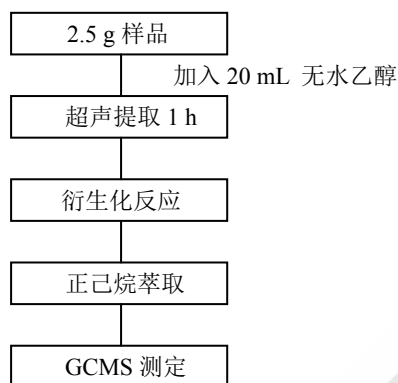 2.5 g 样品
加入 20 mL 无水乙醇
超声提取 1 h
衍生化反应
正己烷萃取
GCMS 测定